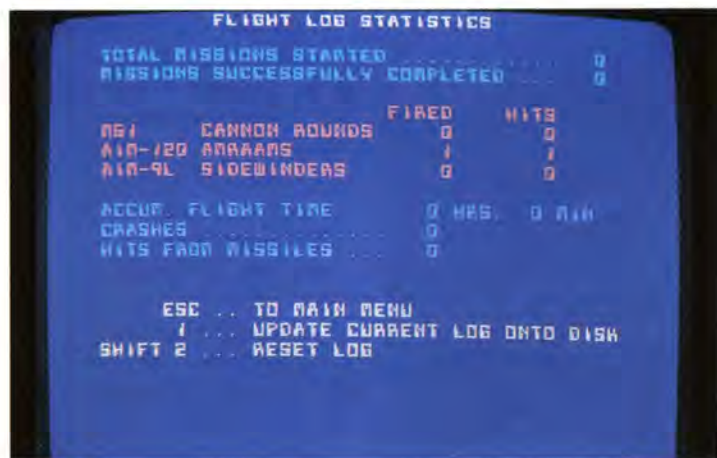 FLIGHT LOG STATISTICS
TOTAL MISSIONS STARTED .............. 0
MISSIONS SUCCESSFULLY COMPLETED ... 0
FIRED HITS
M61 CANNON ROUNDS 0 0
AIM-120 AMRAAMS 1 1
AIM-9L SIDEWINDERS 0 0
ACCUM. FLIGHT TIME 0 HRS. 0 MIN
CRASHES .................. 0
HITS FROM MISSILES ... 0
ESC .. TO MAIN MENU
1 ... UPDATE CURRENT LOG ONTO DISK
SHIFT 2 ... RESET LOG